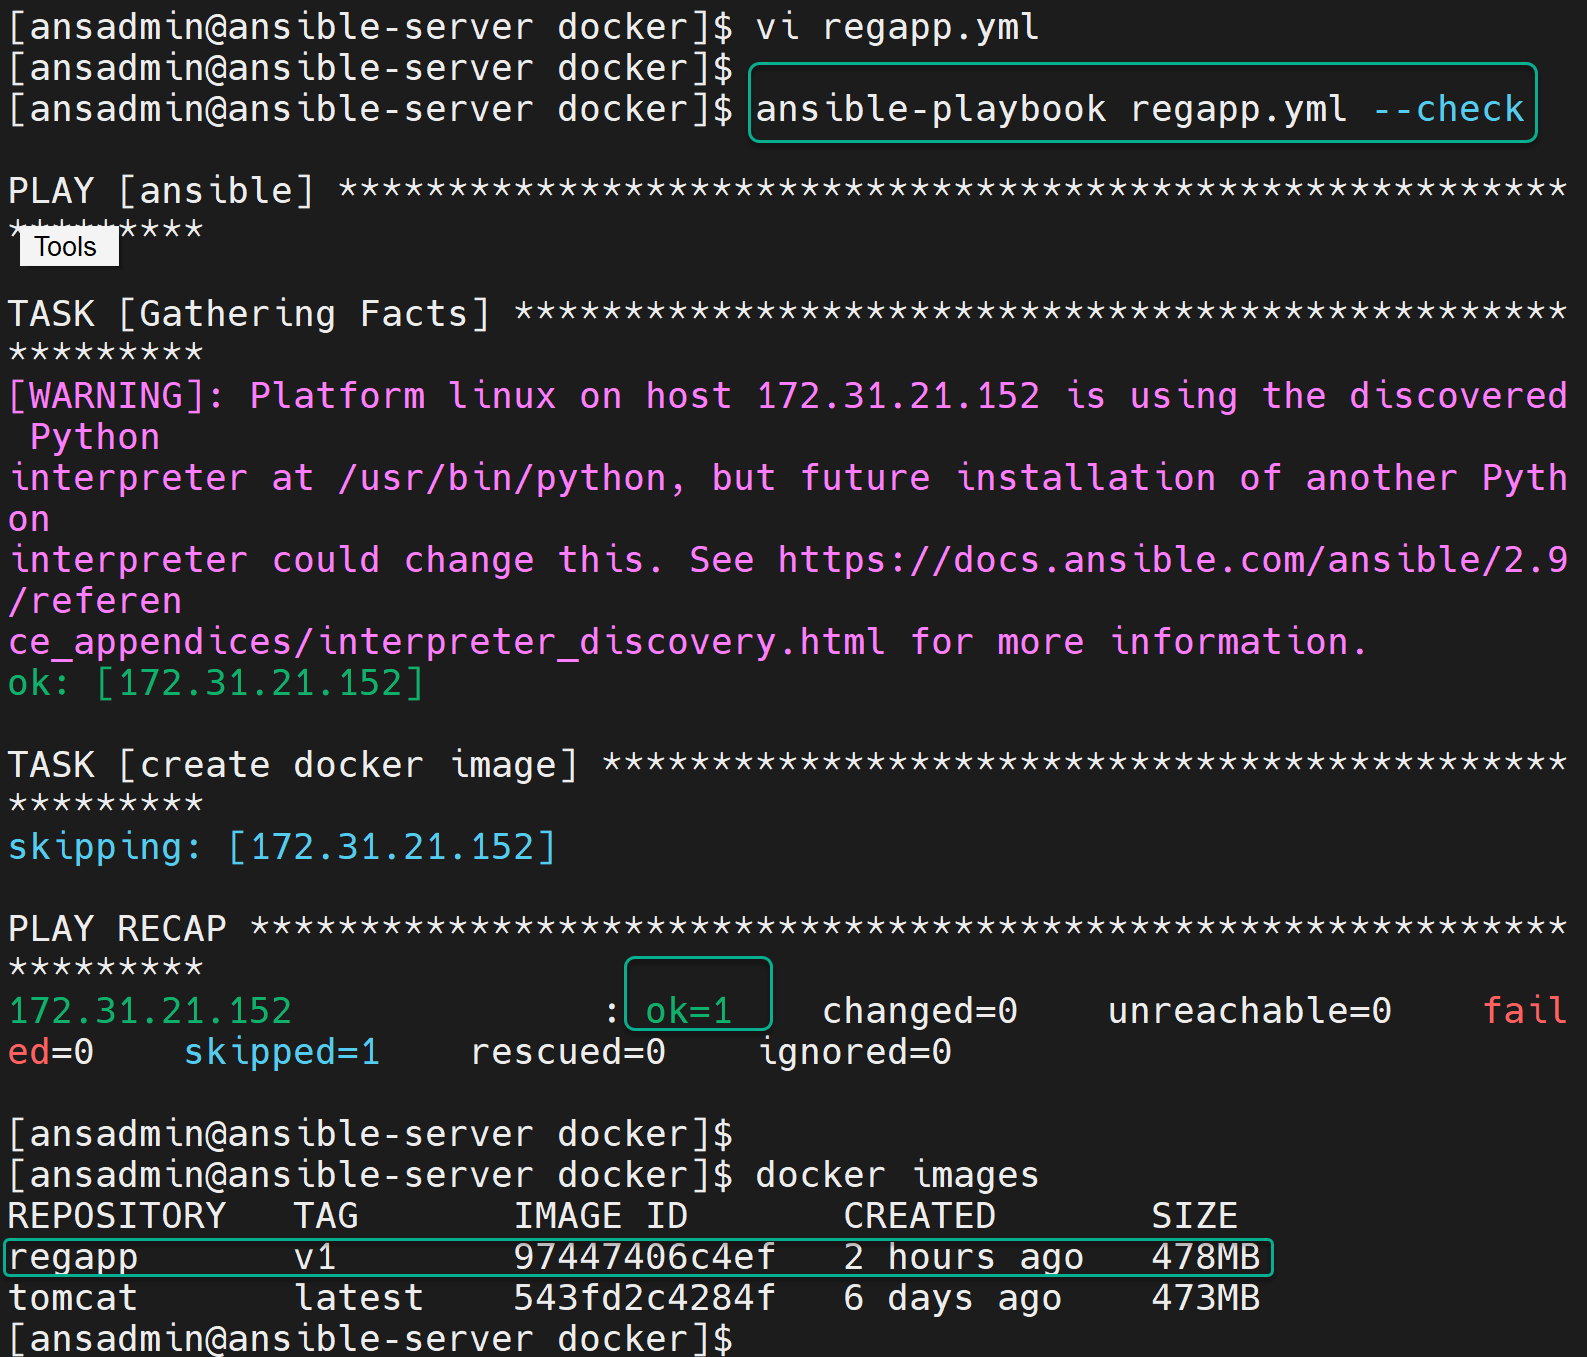 [ansadmin@ansible-server docker]$ vi regapp.yml
[ansadmin@ansible-server docker]$
[ansadmin@ansible-server docker]$ ansible-playbook regapp.yml --check
PLAY [ansible] ********************************************************
*********
Tools
TASK [Gathering Facts] ************************************************
*********
[WARNING]: Platform linux on host 172.31.21.152 is using the discovered
Python
interpreter at /usr/bin/python, but future installation of another Pyth
on
interpreter could change this. See https://docs.ansible.com/ansible/2.9
/referen
ce_appendices/interpreter_discovery.html for more information.
ok: [172.31.21.152]
TASK [create docker image] ********************************************
*********
skipping: [172.31.21.152]
PLAY RECAP ************************************************************
*********
172.31.21.152 : ok=1 changed=0 unreachable=0 fail
ed=0 skipped=1 rescued=0 ignored=0
[ansadmin@ansible-server docker]$
[ansadmin@ansible-server docker]$ docker images
REPOSITORY TAG IMAGE ID CREATED SIZE
regapp v1 97447406c4ef 2 hours ago 478MB
tomcat latest 543fd2c4284f 6 days ago 473MB
[ansadmin@ansible-server docker]$